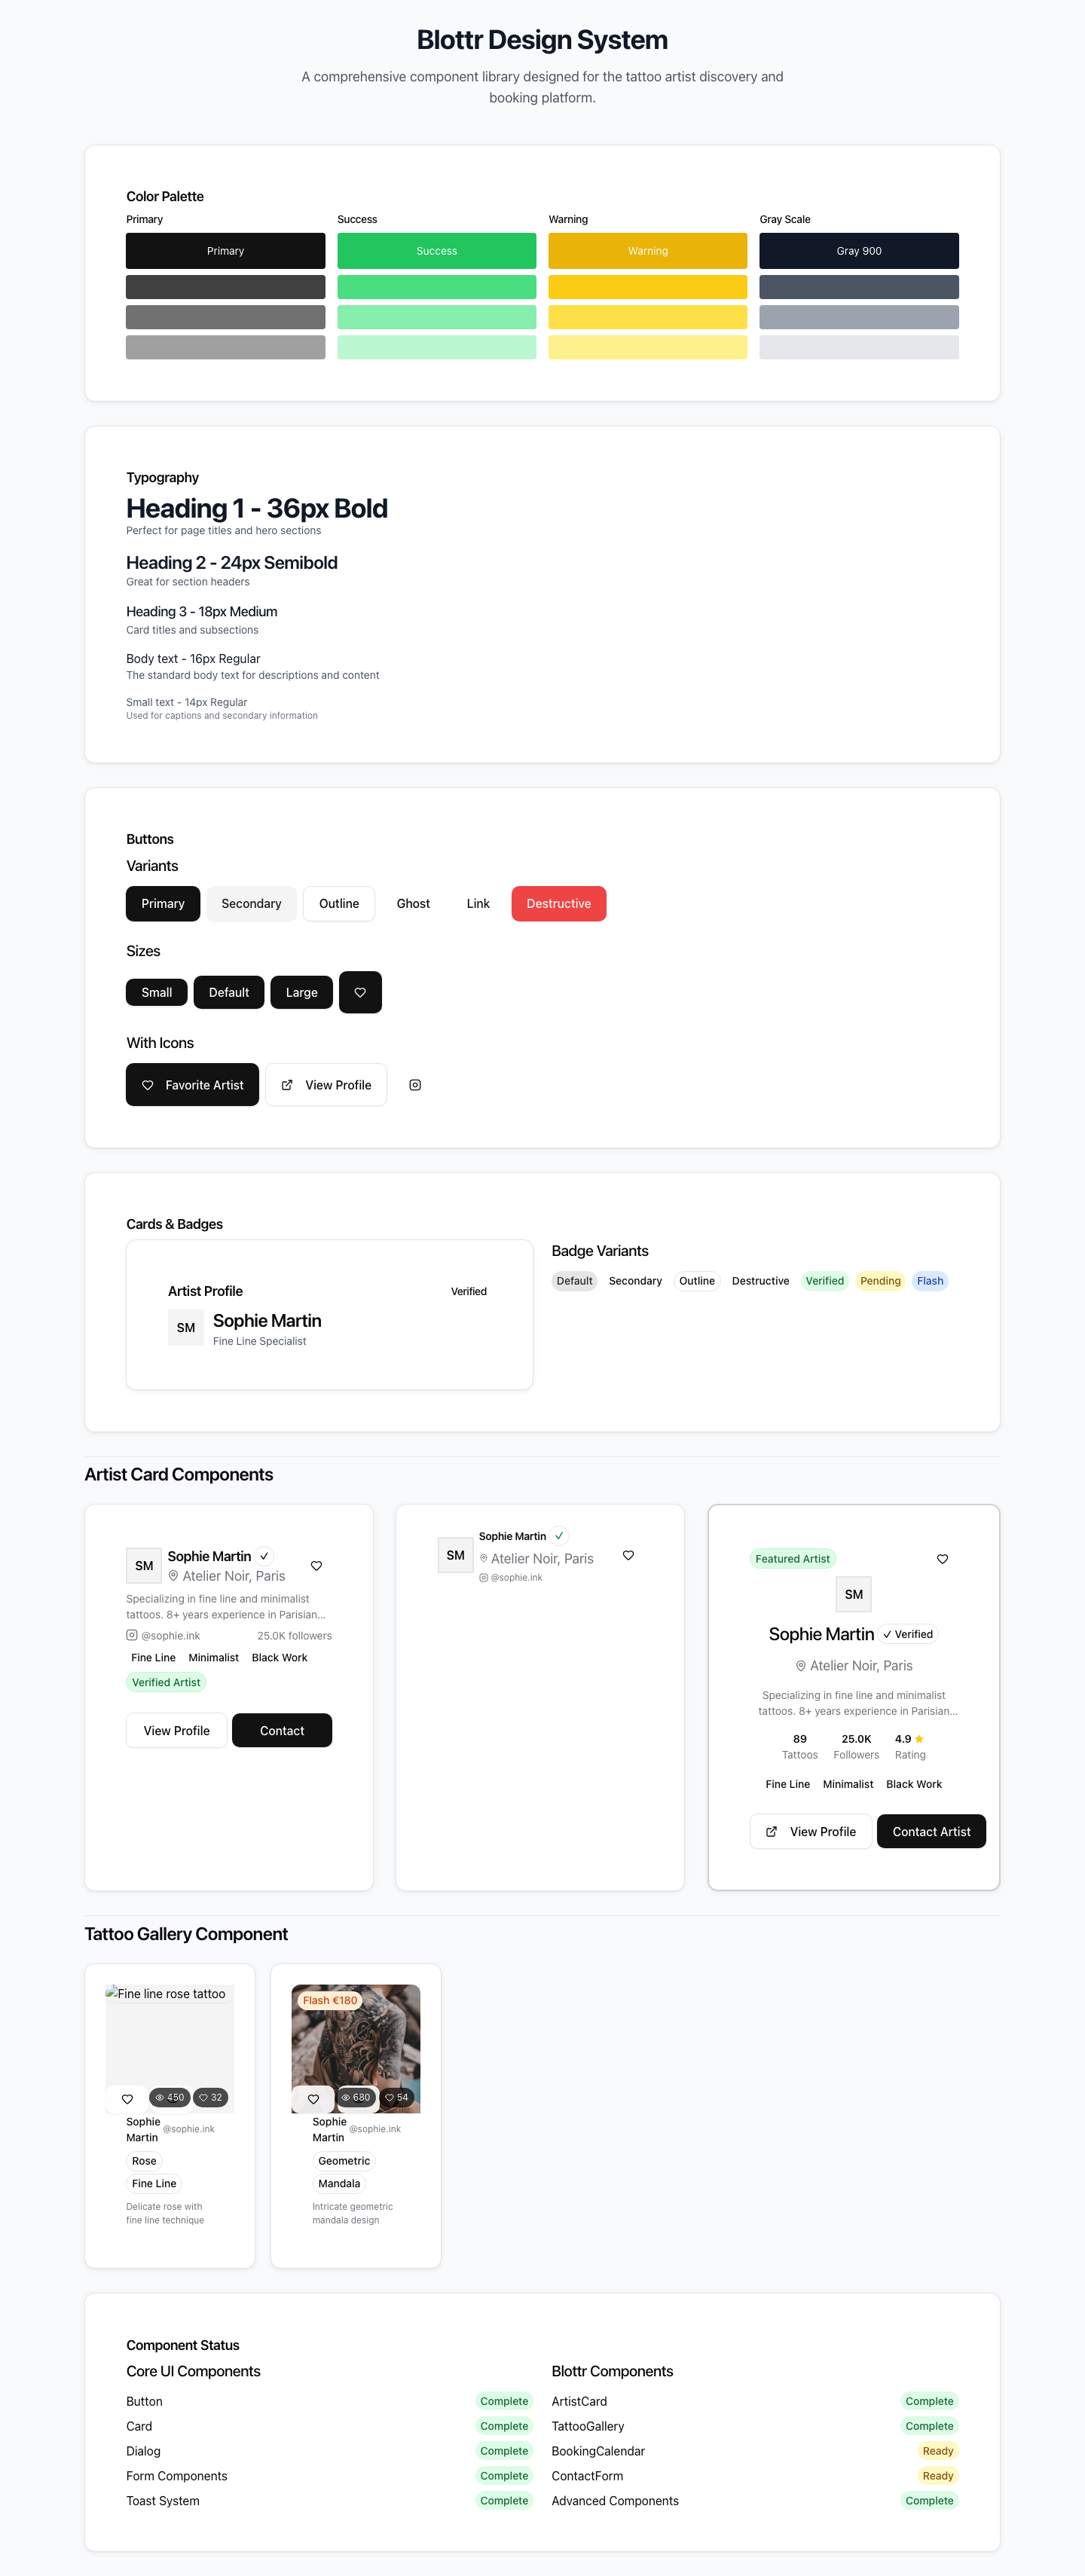 Blottr Design System
A comprehensive component library designed for the tattoo artist discovery and
booking platform.
Color Palette
Primary
Success
Warning
Gray Scale
Primary
Success
Warning
Gray 900
Typography
Heading 1 - 36px Bold
Perfect for page titles and hero sections
Heading 2 - 24px Semibold
Great for section headers
Heading 3 - 18px Medium
Card titles and subsections
Body text - 16px Regular
The standard body text for descriptions and content
Small text - 14px Regular
Used for captions and secondary information
Buttons
Variants
Primary
Secondary
Outline
Ghost
Link
Destructive
Sizes
Small
Default
Large
With Icons
Favorite Artist
View Profile
Cards & Badges
Artist Profile
Verified
SM
Sophie Martin
Fine Line Specialist
Badge Variants
Default
Secondary
Outline
Destructive
Verified
Pending
Flash
Artist Card Components
SM
Sophie Martin
Atelier Noir, Paris
Specializing in fine line and minimalist
tattoos. 8+ years experience in Parisian...
@sophie.ink
25.0K followers
Fine Line
Minimalist
Black Work
Verified Artist
View Profile
Contact
SM
Sophie Martin
Atelier Noir, Paris
@sophie.ink
Featured Artist
SM
Sophie Martin
Verified
Atelier Noir, Paris
Specializing in fine line and minimalist
tattoos. 8+ years experience in Parisian...
89
25.0K
4.9
Tattoos
Followers
Rating
Fine Line
Minimalist
Black Work
View Profile
Contact Artist
Tattoo Gallery Component
Fine line rose tattoo
450
32
Sophie
Martin
@sophie.ink
Rose
Fine Line
Delicate rose with
fine line technique
Flash €180
680
54
Sophie
Martin
@sophie.ink
Geometric
Mandala
Intricate geometric
mandala design
Component Status
Core UI Components
Button
Complete
Card
Complete
Dialog
Complete
Form Components
Complete
Toast System
Complete
Blottr Components
ArtistCard
Complete
TattooGallery
Complete
BookingCalendar
Ready
ContactForm
Ready
Advanced Components
Complete